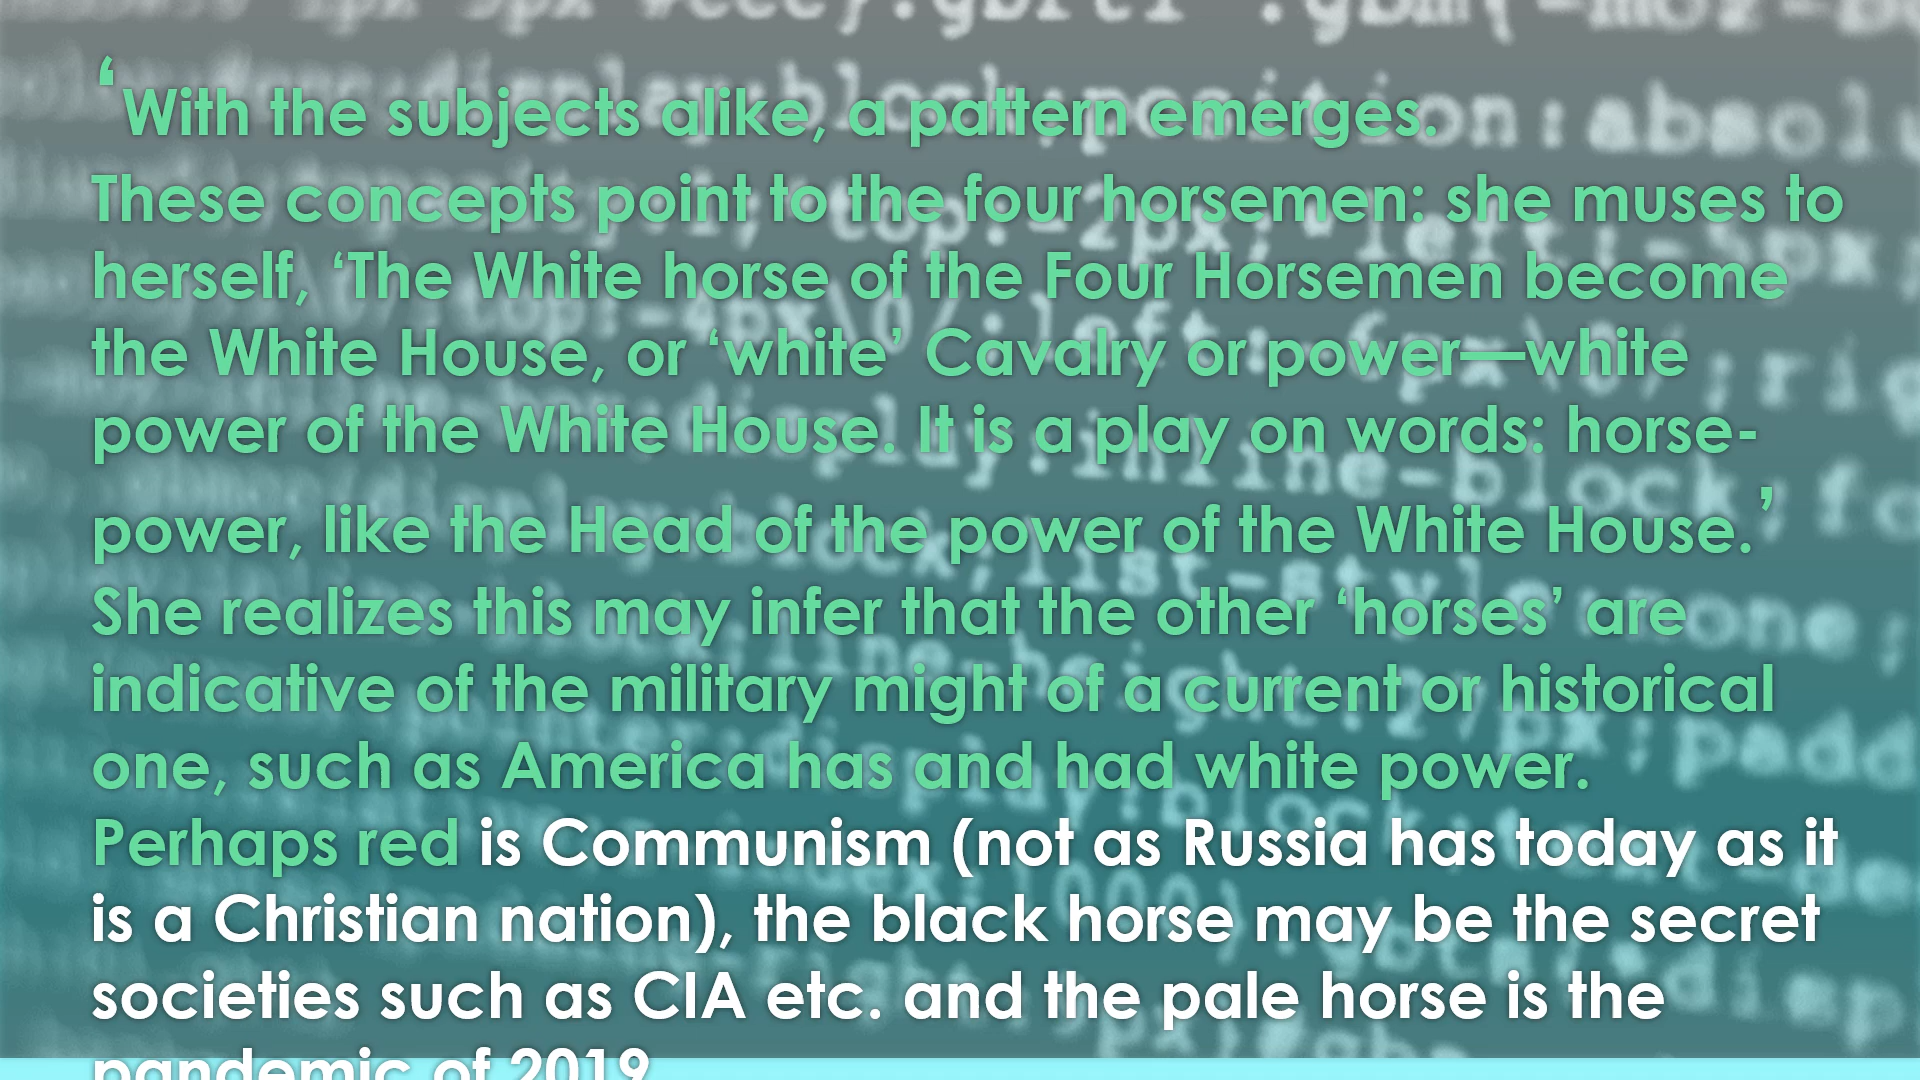 ‘With the subjects alike, a pattern emerges.
These concepts point to the four horsemen: she muses to
herself, ‘The White horse of the Four Horsemen become
the White House, or ‘white’ Cavalry or power—white
power of the White House. It is a play on words: horse-
power, like the Head of the power of the White House.’
She realizes this may infer that the other ‘horses’ are
indicative of the military might of a current or historical
one, such as America has and had white power.
Perhaps red is Communism (not as Russia has today as it
is a Christian nation), the black horse may be the secret
societies such as CIA etc. and the pale horse is the
pandemic of 2019